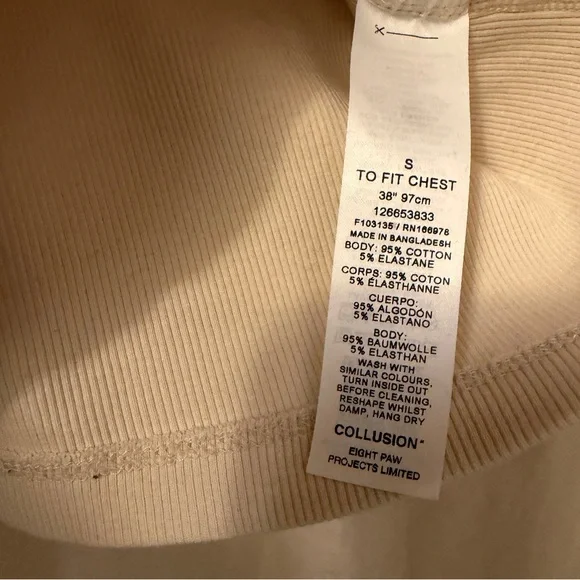 S
TO FIT CHEST
38" 97cm
126653833
F103135 / RN166976
MADE IN BANGLADESH
BODY: 95% COTTON
5% ELASTANE
CORPS: 95% COTON
5% ÉLASTHANNE
CUERPO:
95% ALGODÓN
5% ELASTANO
BODY:
95% BAUMWOLLE
5% ELASTHAN
WASH WITH
SIMILAR COLOURS,
TURN INSIDE OUT
BEFORE CLEANING,
RESHAPE WHILST
DAMP, HANG DRY
COLLUSION™
EIGHT PAW
PROJECTS LIMITED